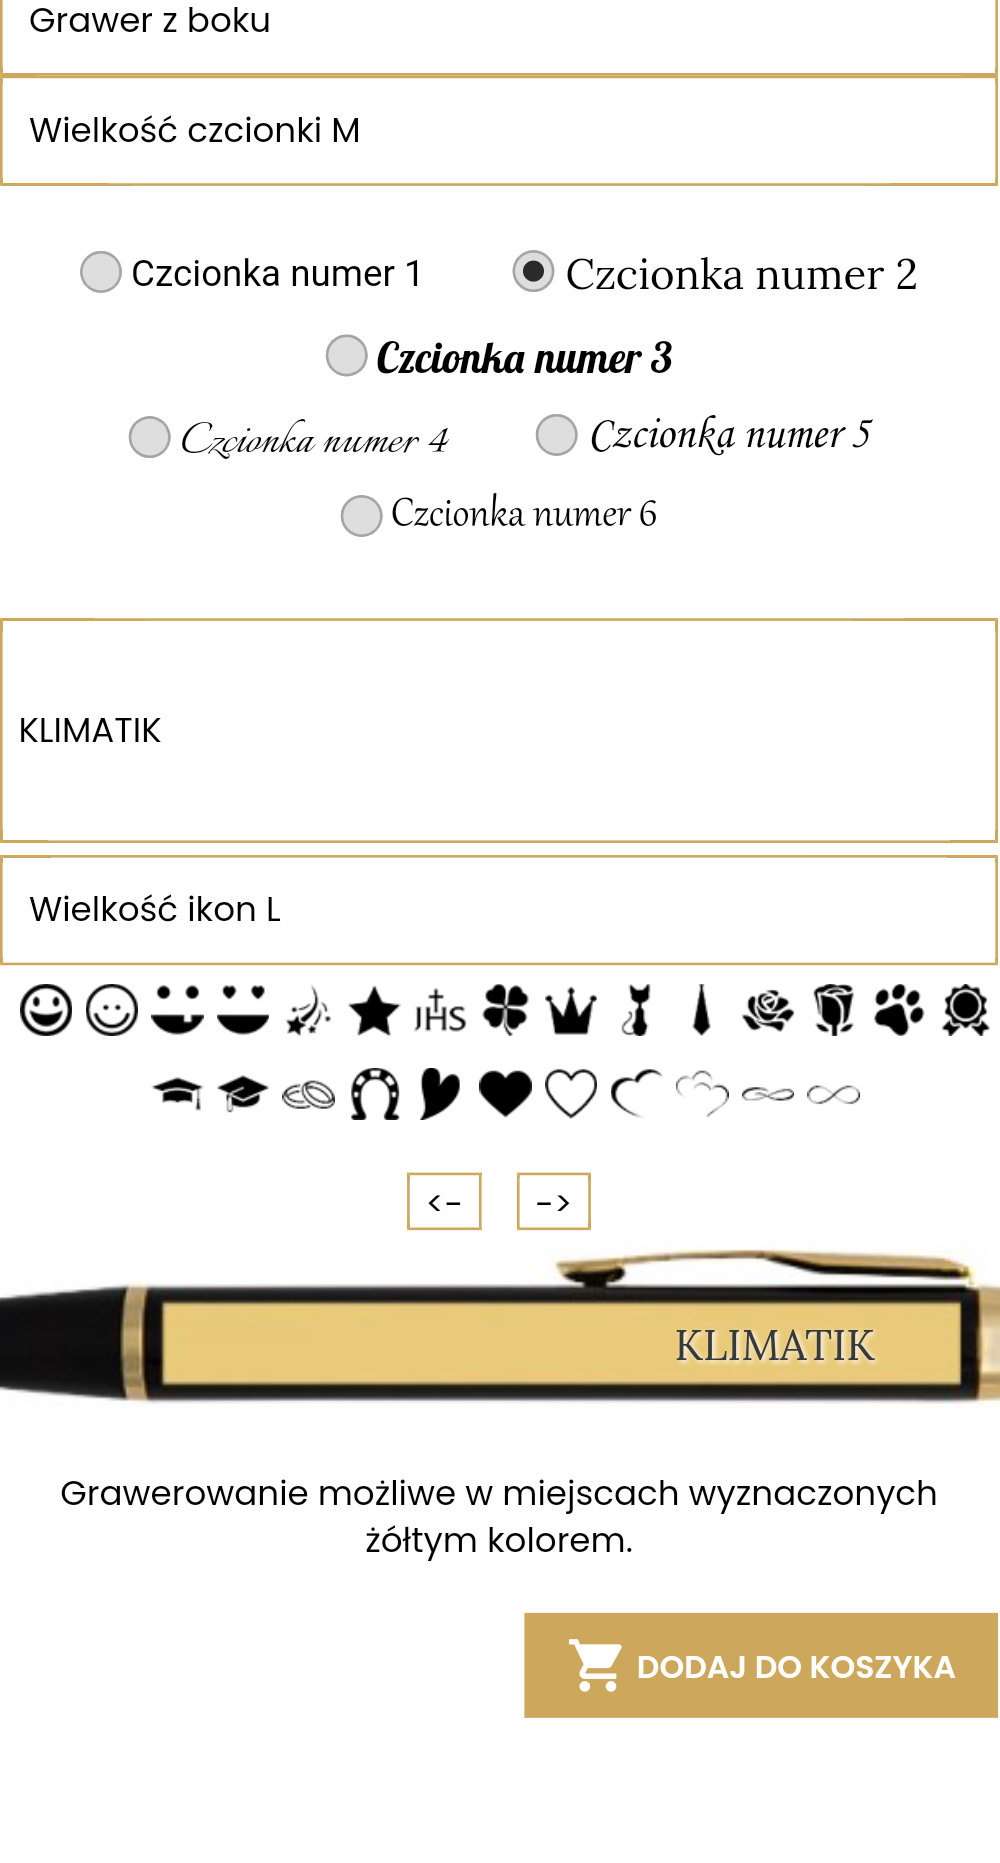 Grawer z boku
Wielkość czcionki M
Czcionka numer 1 Czcionka numer 2
Czcionka numer 3
Czcionka numer 4 Czcionka numer 5
Czcionka numer 6
KLIMATIK
Wielkość ikon L
JHS
<- ->
KLIMATIK
Grawerowanie możliwe w miejscach wyznaczonych
żółtym kolorem.
DODAJ DO KOSZYKA